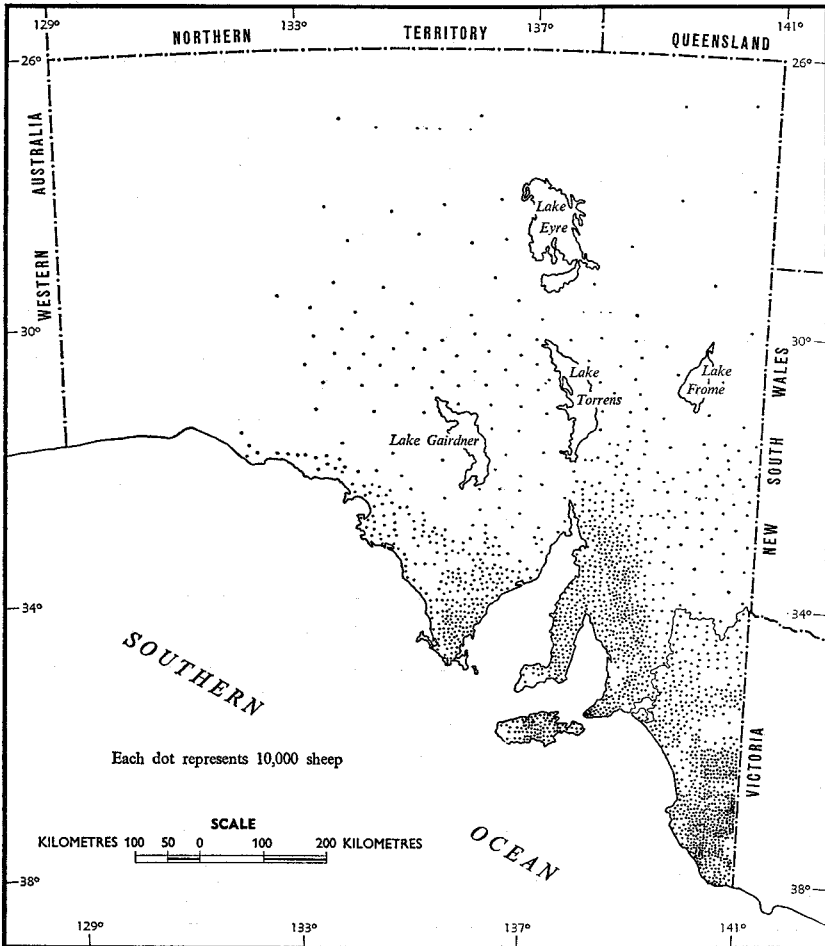 129° 133° 137° 141°
NORTHERN TERRITORY QUEENSLAND
26° 26°
WESTERN AUSTRALIA
Lake
Eyre
30° 30°
Lake
Torrens
Lake
Frome
Lake Gairdner
NEW SOUTH WALES
34° 34°
SOUTHERN
Each dot represents 10,000 sheep
VICTORIA
SCALE
KILOMETRES 100 50 0 100 200 KILOMETRES
OCEAN
38° 38°
129° 133° 137° 141°